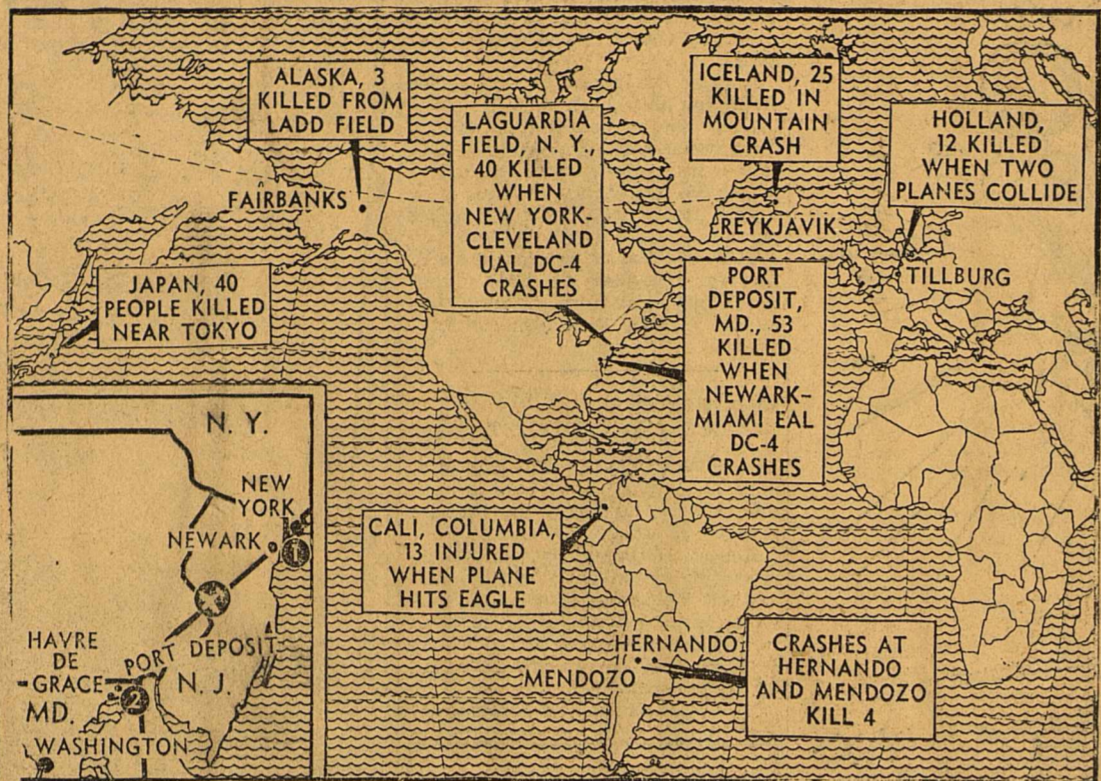 ALASKA, 3
KILLED FROM
LADD FIELD
FAIRBANKS
LAGUARDIA
FIELD, N. Y.,
40 KILLED
WHEN
NEW YORK-
CLEVELAND
UAL DC-4
CRASHES
ICELAND, 25
KILLED IN
MOUNTAIN
CRASH
REYKJAVIK
HOLLAND,
12 KILLED
WHEN TWO
PLANES COLLIDE
TILLBURG
JAPAN, 40
PEOPLE KILLED
NEAR TOKYO
PORT
DEPOSIT,
MD., 53
KILLED
WHEN
NEWARK-
MIAMI EAL
DC-4
CRASHES
CALI, COLUMBIA,
13 INJURED
WHEN PLANE
HITS EAGLE
HERNANDO
MENDOZO
CRASHES AT
HERNANDO
AND MENDOZO
KILL 4
N. Y.
NEW
YORK
NEWARK
1
HAVRE
DE
GRACE
PORT DEPOSIT
N. J.
2
MD.
WASHINGTON